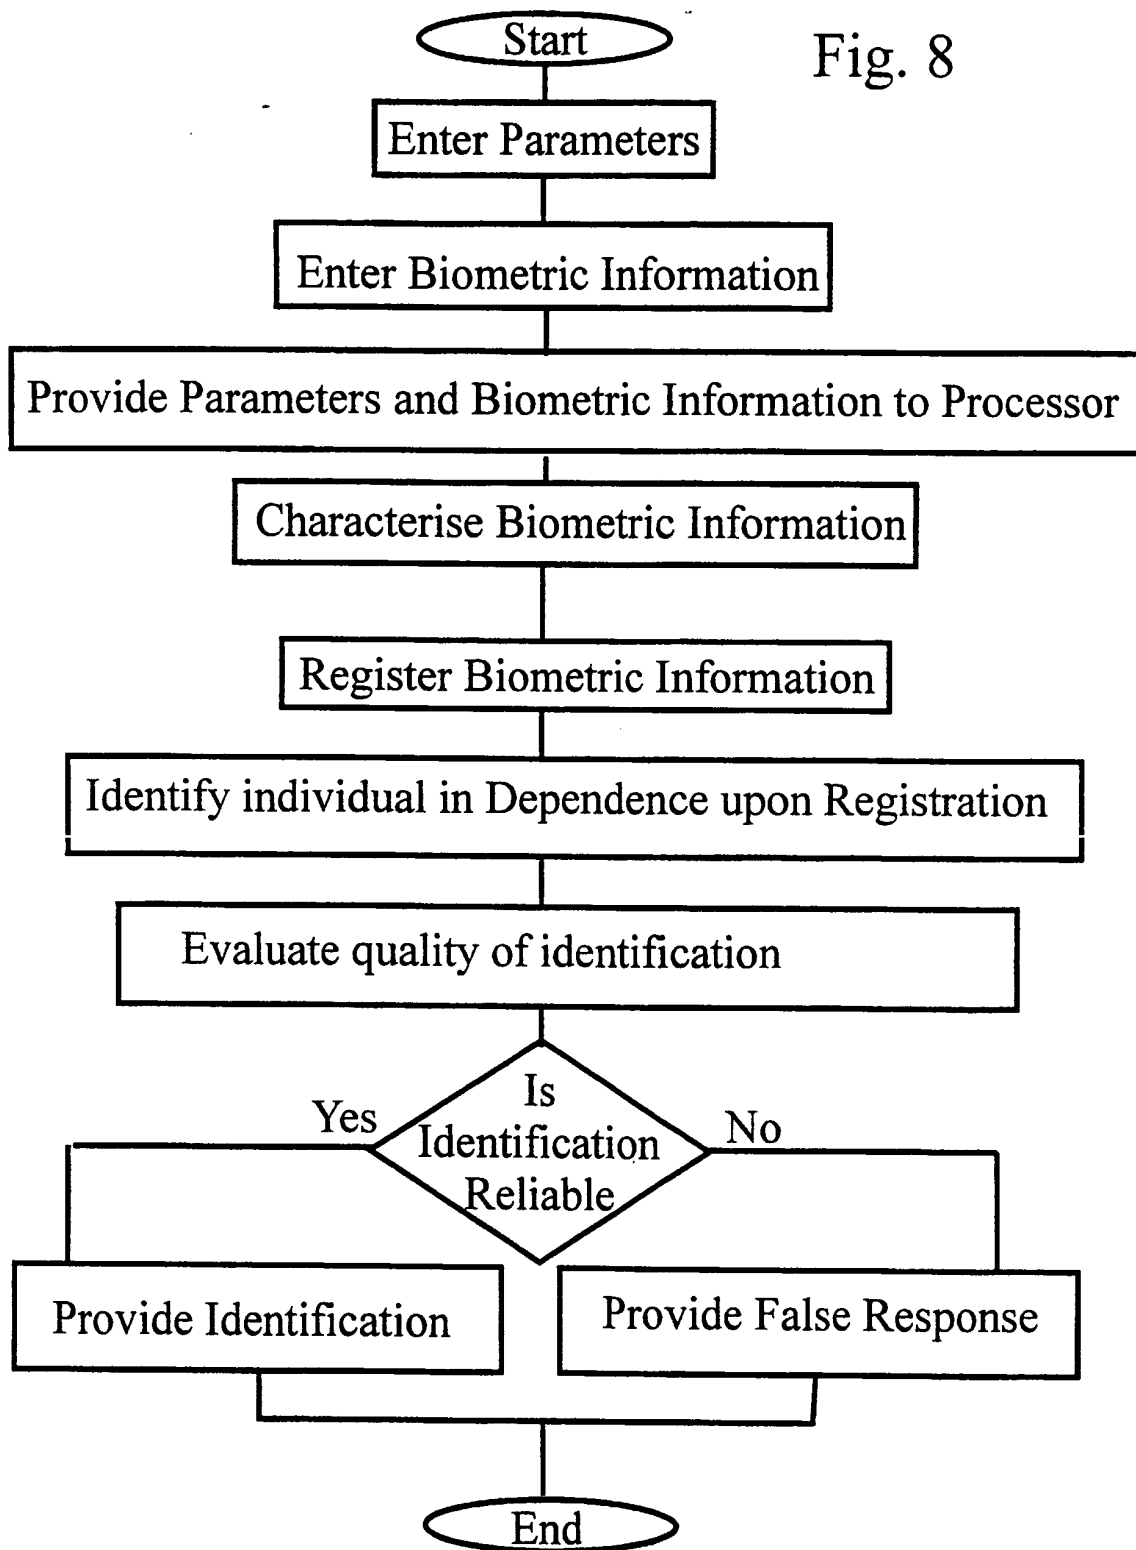 Start
Fig. 8
Enter Parameters
Enter Biometric Information
Provide Parameters and Biometric Information to Processor
Characterise Biometric Information
Register Biometric Information
Identify individual in Dependence upon Registration
Evaluate quality of identification
Is
Identification
Reliable
Yes
No
Provide Identification
Provide False Response
End